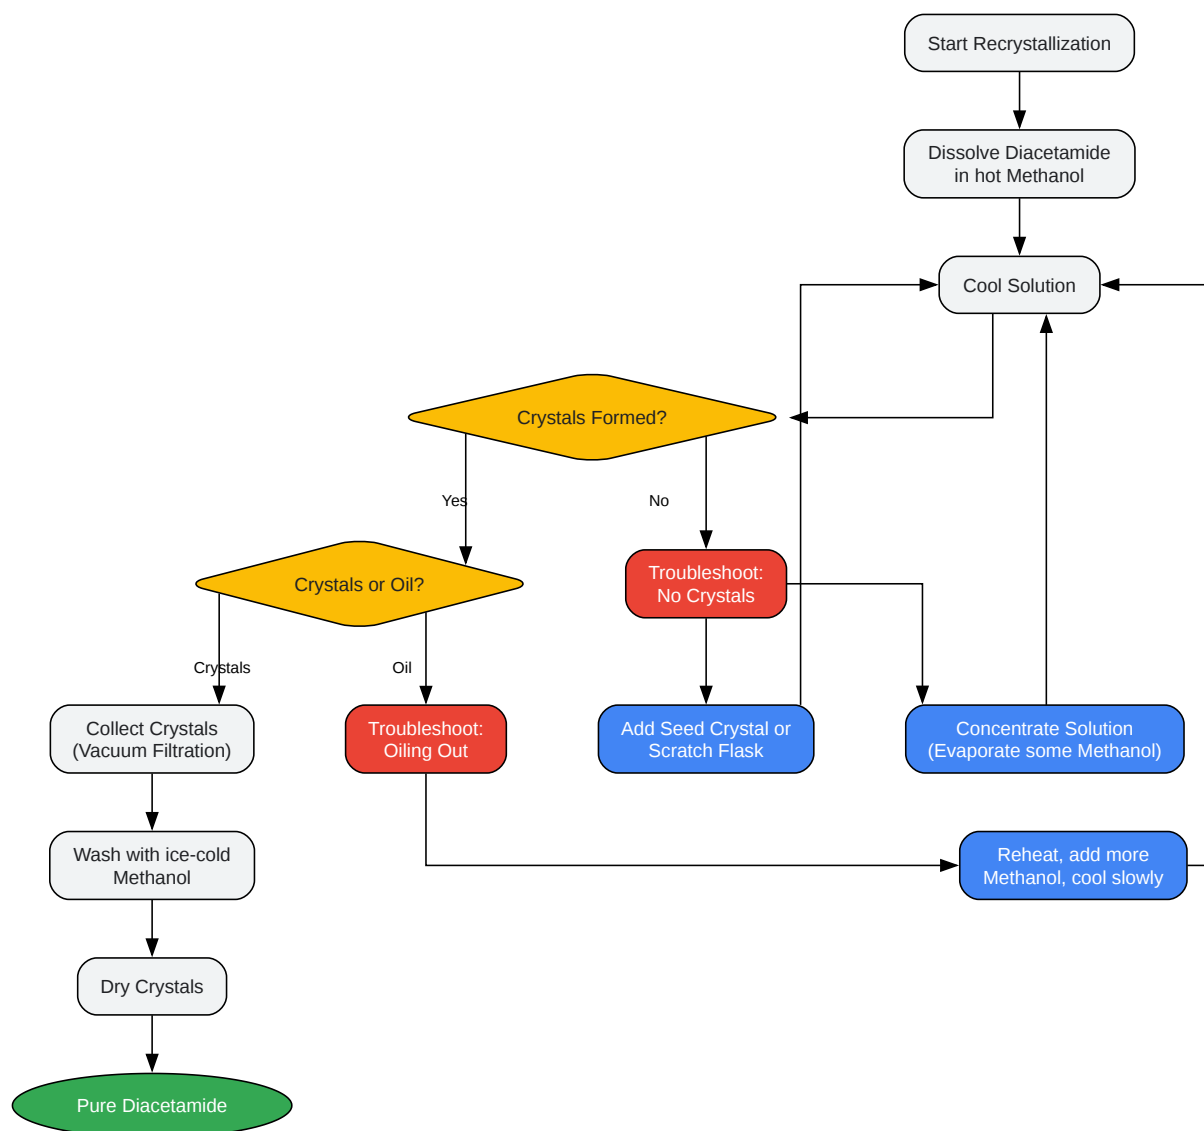 Start Recrystallization
Dissolve Diacetamide
in hot Methanol
Cool Solution
Crystals Formed?
Yes
No
Crystals or Oil?
Troubleshoot:
No Crystals
Crystals
Oil
Collect Crystals
(Vacuum Filtration)
Troubleshoot:
Oiling Out
Add Seed Crystal or
Scratch Flask
Concentrate Solution
(Evaporate some Methanol)
Wash with ice-cold
Methanol
Reheat, add more
Methanol, cool slowly
Dry Crystals
Pure Diacetamide